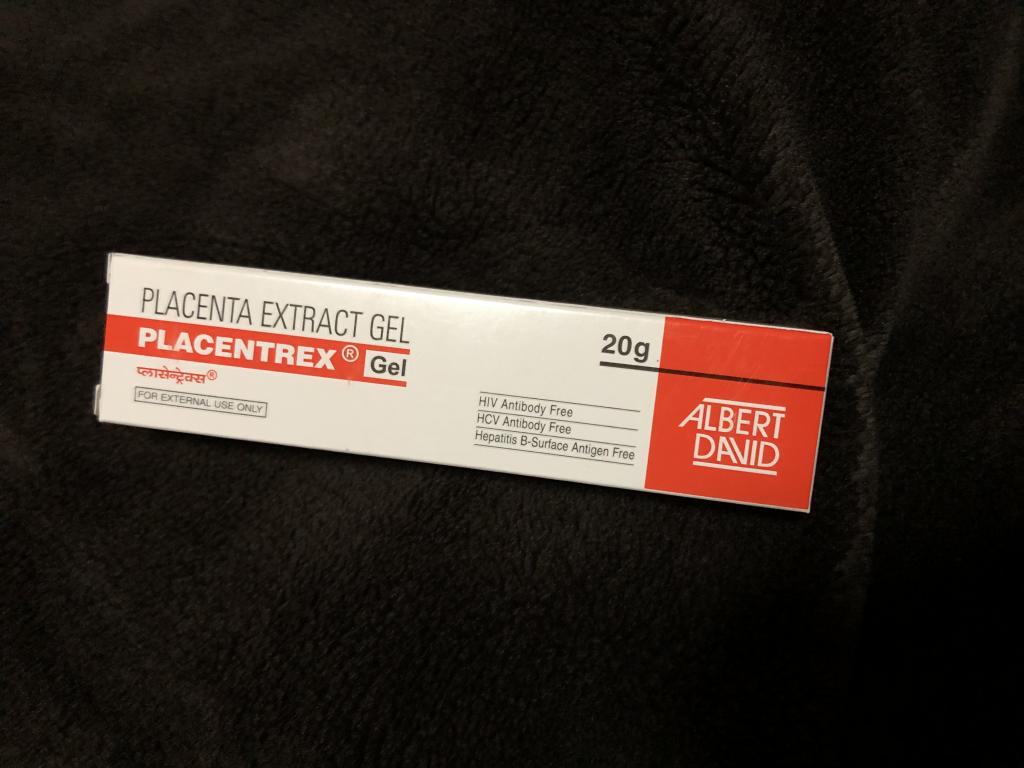 PLACENTA EXTRACT GEL
PLACENTREX® Gel
प्लासेन्ट्रेक्स®
FOR EXTERNAL USE ONLY
20g
HIV Antibody Free
HCV Antibody Free
Hepatitis B-Surface Antigen Free
ALBERT
DAVID